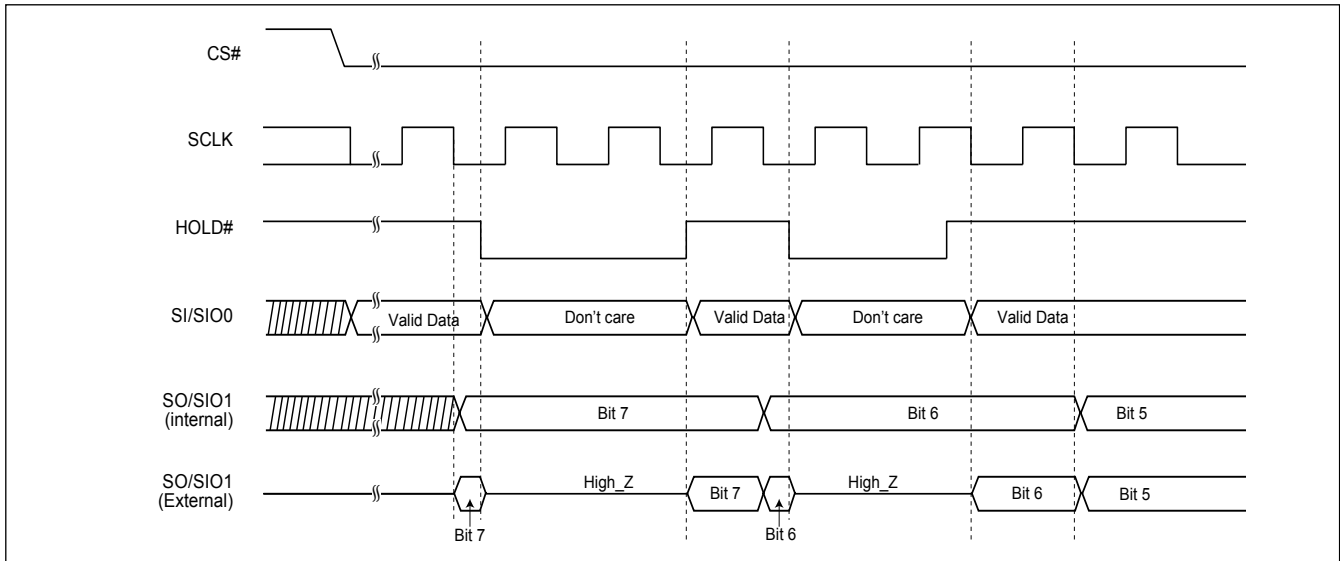 CS#
SCLK
HOLD#
SI/SIO0
Valid Data
Don't care
Valid Data
Don't care
Valid Data
SO/SIO1
(internal)
Bit 7
Bit 6
Bit 5
SO/SIO1
(External)
High_Z
Bit 7
High_Z
Bit 6
Bit 5
Bit 7
Bit 6